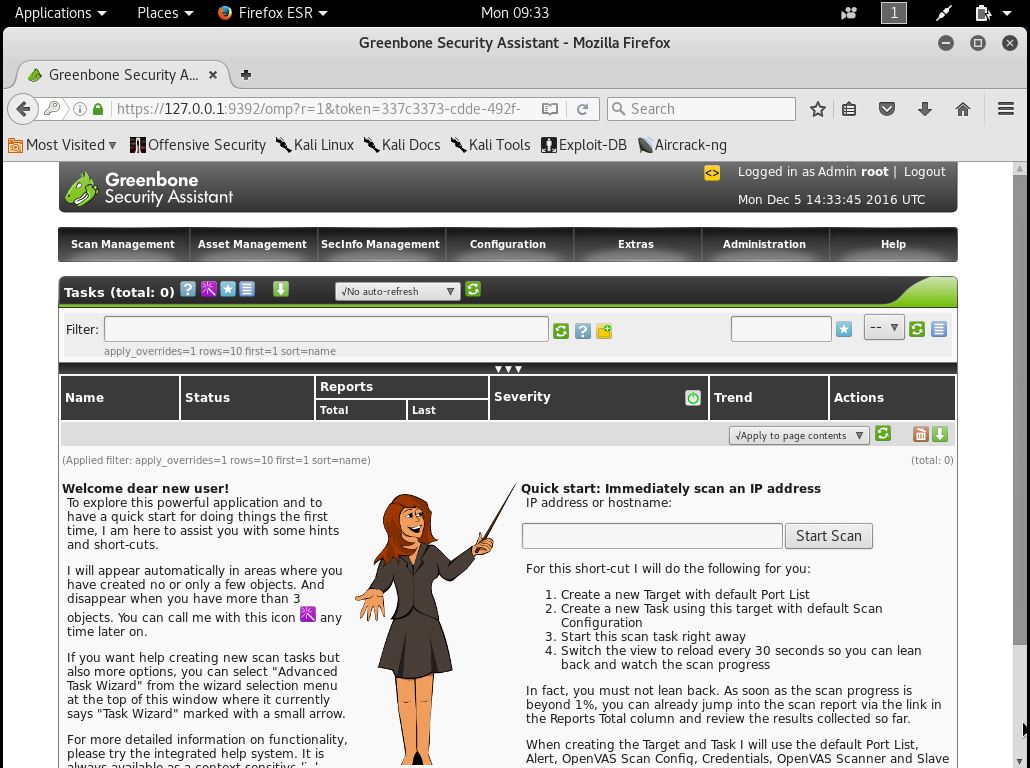 Applications Places Firefox ESR Mon 09:33 1
Greenbone Security Assistant - Mozilla Firefox
Greenbone Security A...
https://127.0.0.1:9392/omp?r=1&token=337c3373-cdde-492f- Search
Most Visited Offensive Security Kali Linux Kali Docs Kali Tools Exploit-DB Aircrack-ng
Greenbone
Security Assistant
Logged in as Admin root | Logout
Mon Dec 5 14:33:45 2016 UTC
Scan Management Asset Management SecInfo Management Configuration Extras Administration Help
Tasks (total: 0) √No auto-refresh
Filter: --
apply_overrides=1 rows=10 first=1 sort=name
Name Status Reports Severity Trend Actions
Total Last
√Apply to page contents
(Applied filter: apply_overrides=1 rows=10 first=1 sort=name) (total: 0)
Welcome dear new user!
To explore this powerful application and to
have a quick start for doing things the first
time, I am here to assist you with some hints
and short-cuts.
I will appear automatically in areas where you
have created no or only a few objects. And
disappear when you have more than 3
objects. You can call me with this icon any
time later on.
If you want help creating new scan tasks but
also more options, you can select "Advanced
Task Wizard" from the wizard selection menu
at the top of this window where it currently
says "Task Wizard" marked with a small arrow.
For more detailed information on functionality,
please try the integrated help system. It is
always available as a context sensitive link
Quick start: Immediately scan an IP address
IP address or hostname:
Start Scan
For this short-cut I will do the following for you:
1. Create a new Target with default Port List
2. Create a new Task using this target with default Scan
Configuration
3. Start this scan task right away
4. Switch the view to reload every 30 seconds so you can lean
back and watch the scan progress
In fact, you must not lean back. As soon as the scan progress is
beyond 1%, you can already jump into the scan report via the link in
the Reports Total column and review the results collected so far.
When creating the Target and Task I will use the default Port List,
Alert, OpenVAS Scan Config, Credentials, OpenVAS Scanner and Slave